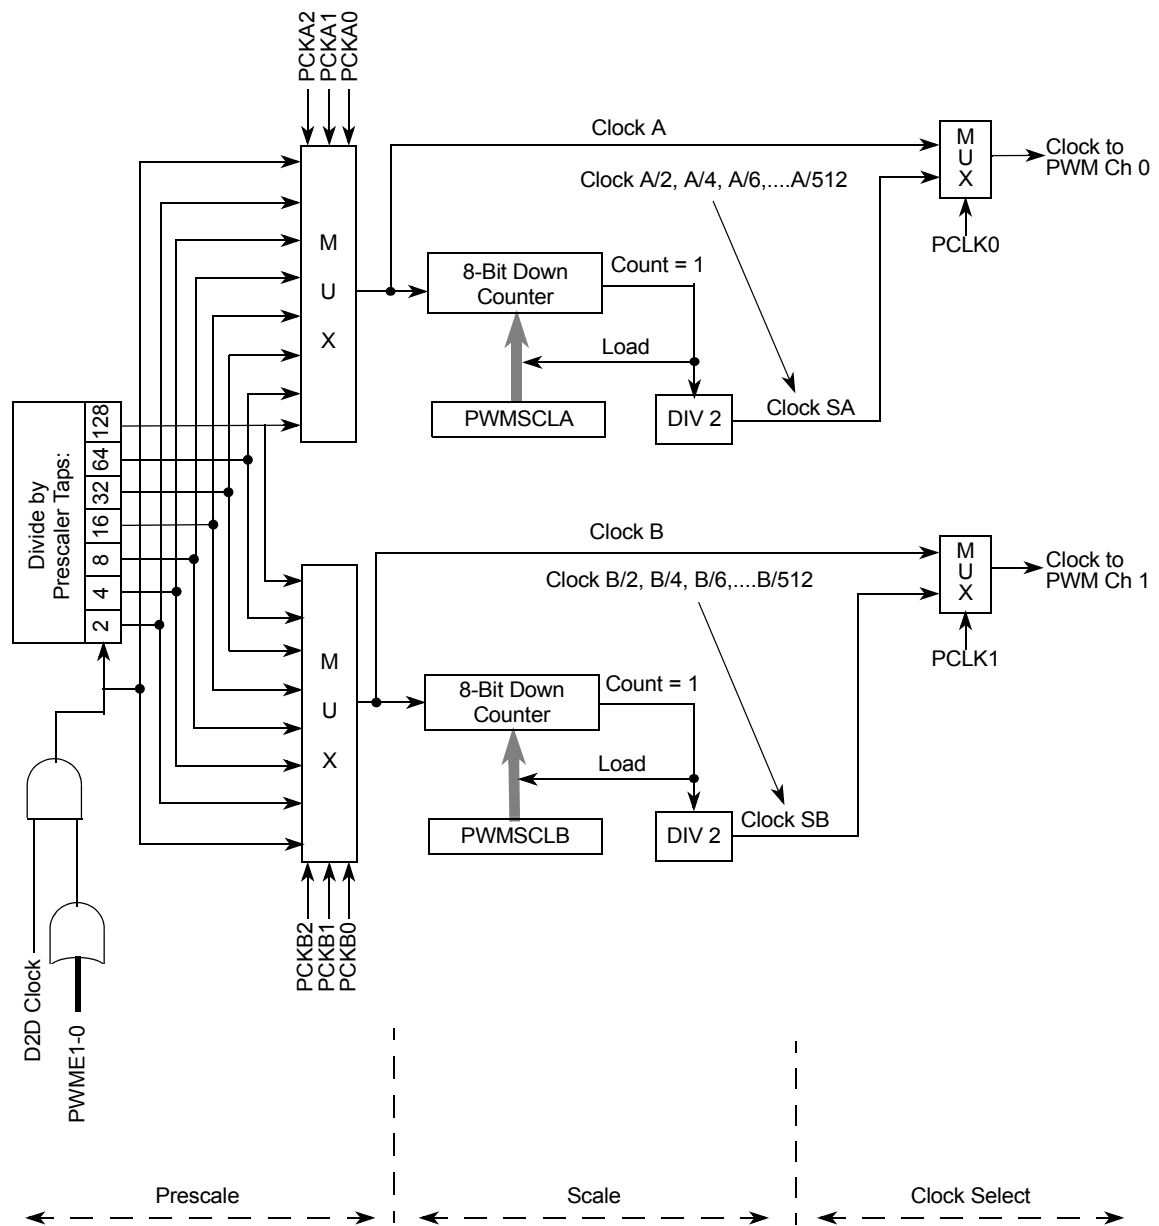 PCKA2
PCKA1
PCKA0
Clock A
Clock A/2, A/4, A/6,....A/512
M
U
X
Clock to
PWM Ch 0
PCLK0
M
U
X
8-Bit Down
Counter
Count = 1
Load
PWMSCLA
DIV 2
Clock SA
Divide by
Prescaler Taps:
128
64
32
16
8
4
2
Clock B
Clock B/2, B/4, B/6,....B/512
M
U
X
Clock to
PWM Ch 1
PCLK1
M
U
X
8-Bit Down
Counter
Count = 1
Load
PWMSCLB
DIV 2
Clock SB
PCKB2
PCKB1
PCKB0
D2D Clock
PWME1-0
Prescale
Scale
Clock Select